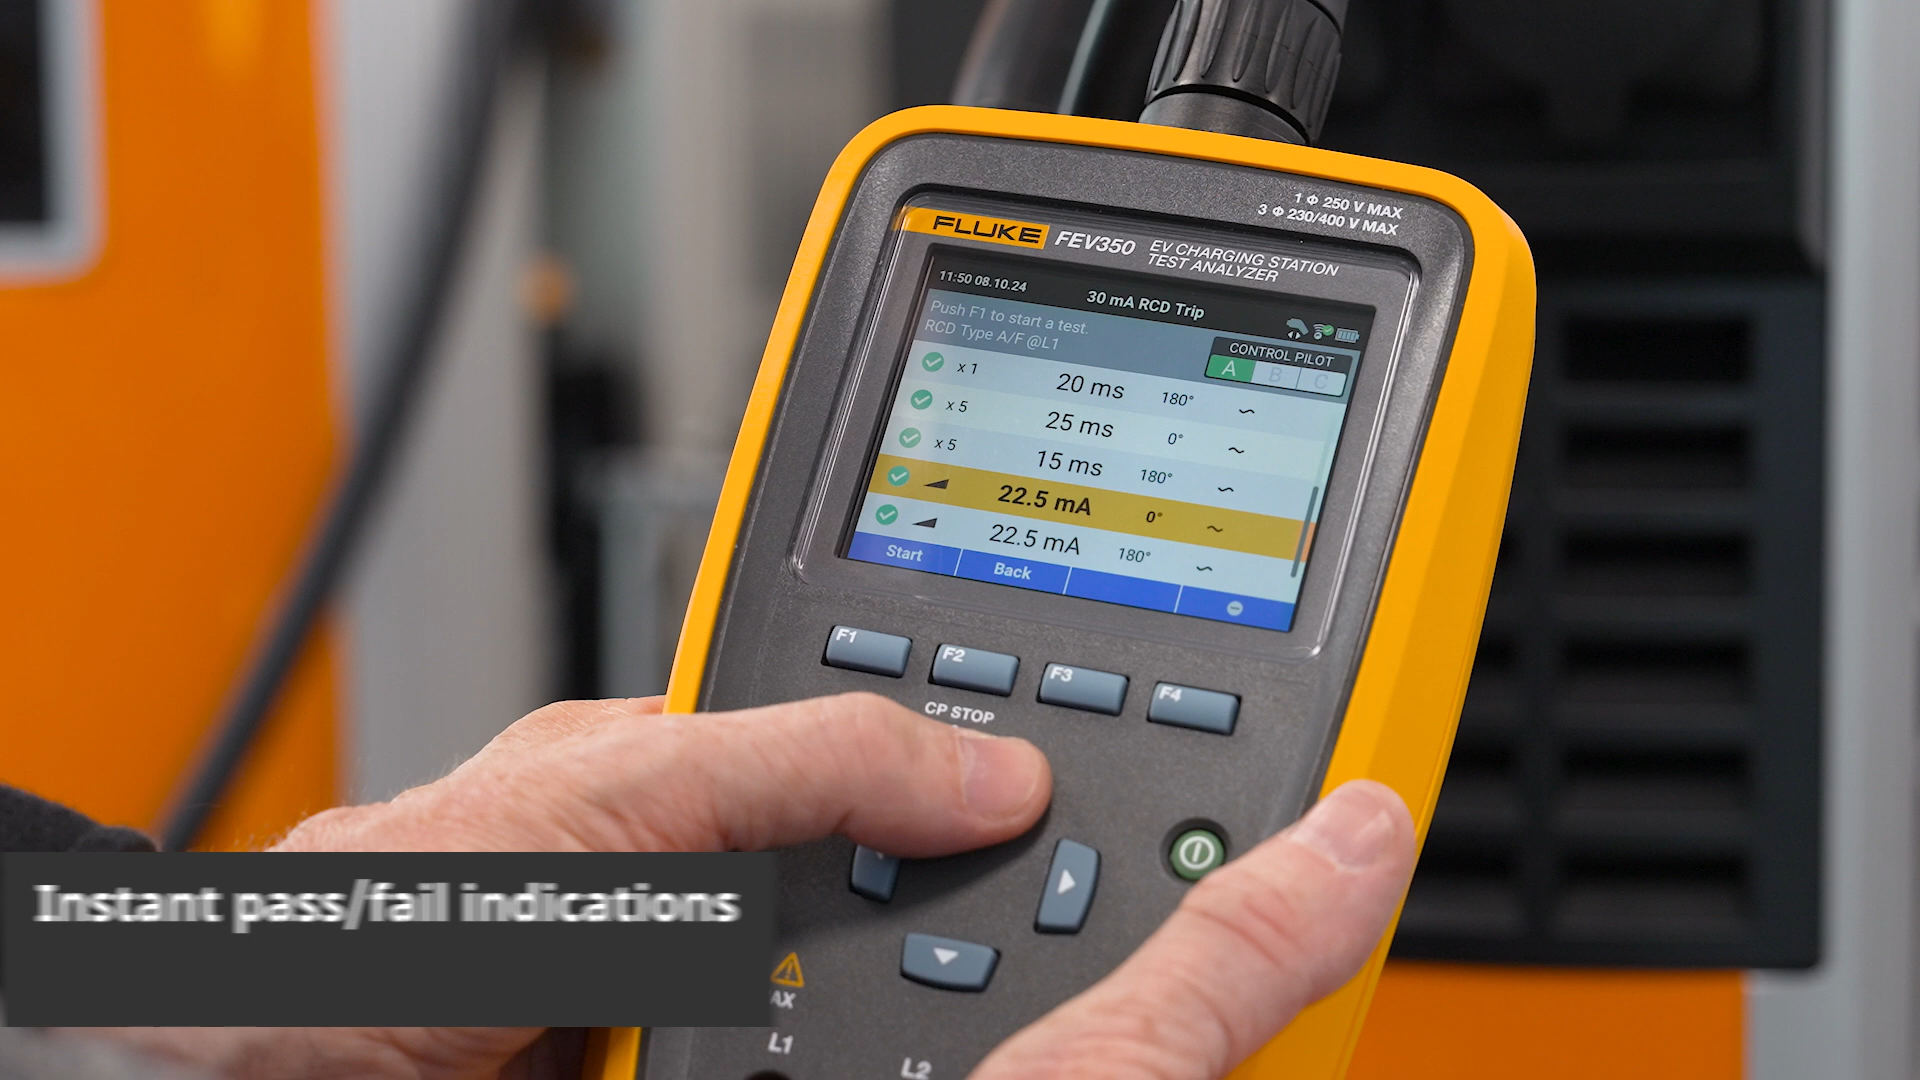 1 Φ 250 V MAX
3 Φ 230/400 V MAX
FLUKE FEV350 EV CHARGING STATION
TEST ANALYZER
11:50 08.10.24
30 mA RCD Trip
Push F1 to start a test.
RCD Type A/F @L1
CONTROL PILOT
A B C
x 1 20 ms 180°
x 5 25 ms 0°
x 5 15 ms 180°
22.5 mA 0°
22.5 mA 180°
Start Back
F1 F2 F3 F4
CP STOP
Instant pass/fail indications
L1
L2